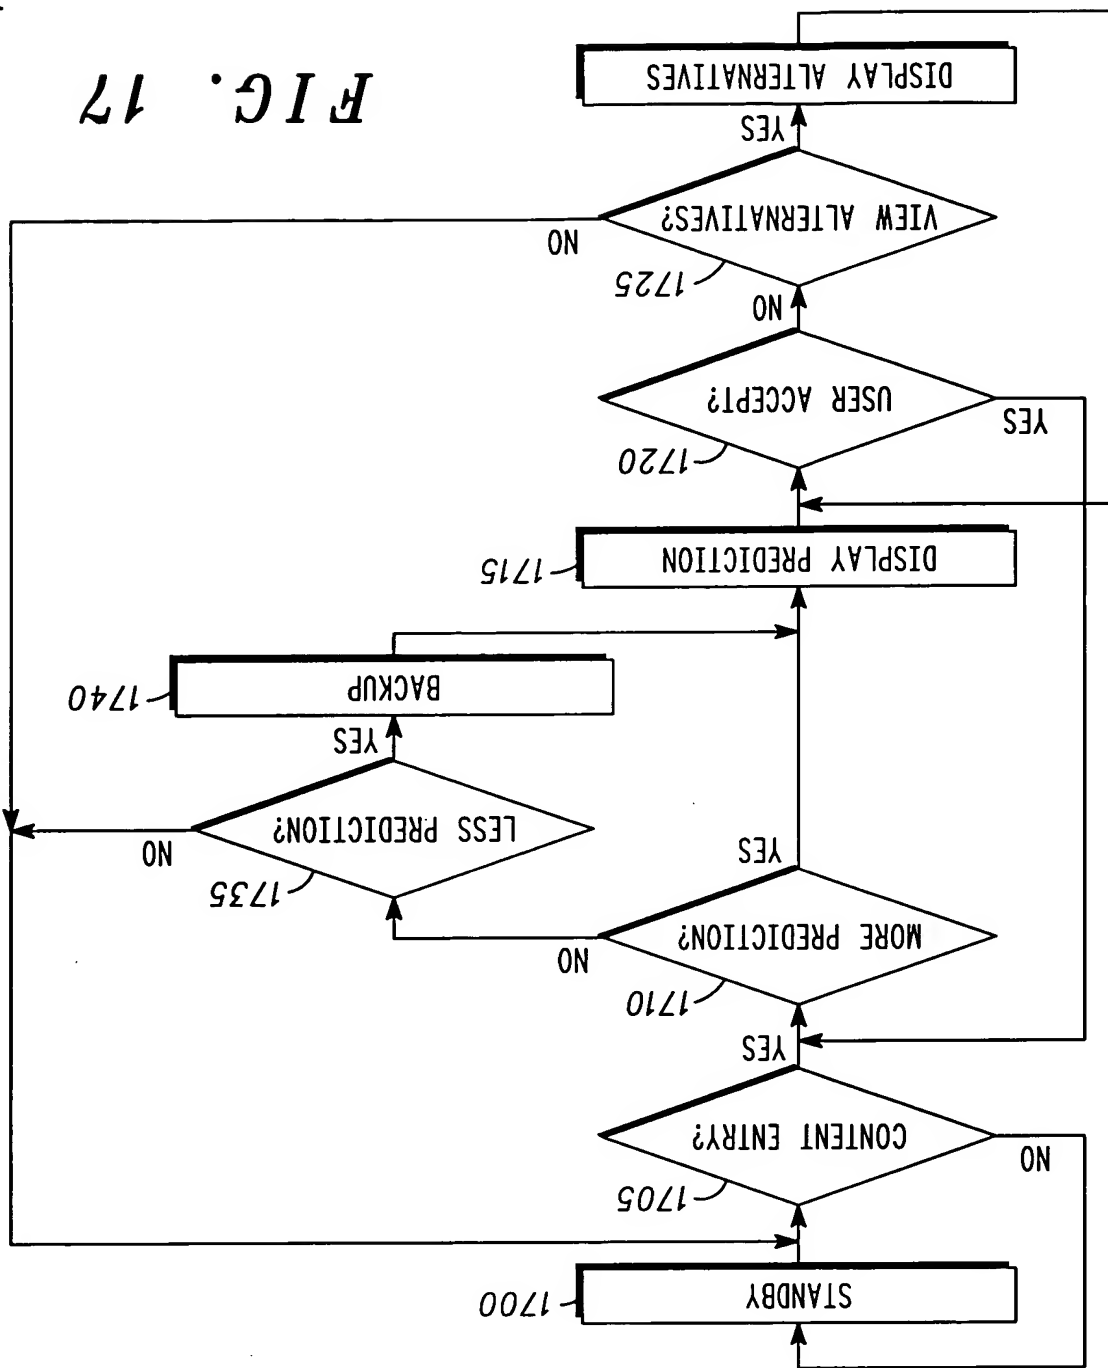 1700
STANDBY
1705
CONTENT ENTRY?
NO
YES
1710
MORE PREDICTION?
NO
YES
1735
LESS PREDICTION?
NO
YES
1740
BACKUP
1715
DISPLAY PREDICTION
1720
USER ACCEPT?
YES
NO
1725
VIEW ALTERNATIVES?
NO
YES
DISPLAY ALTERNATIVES
FIG. 17